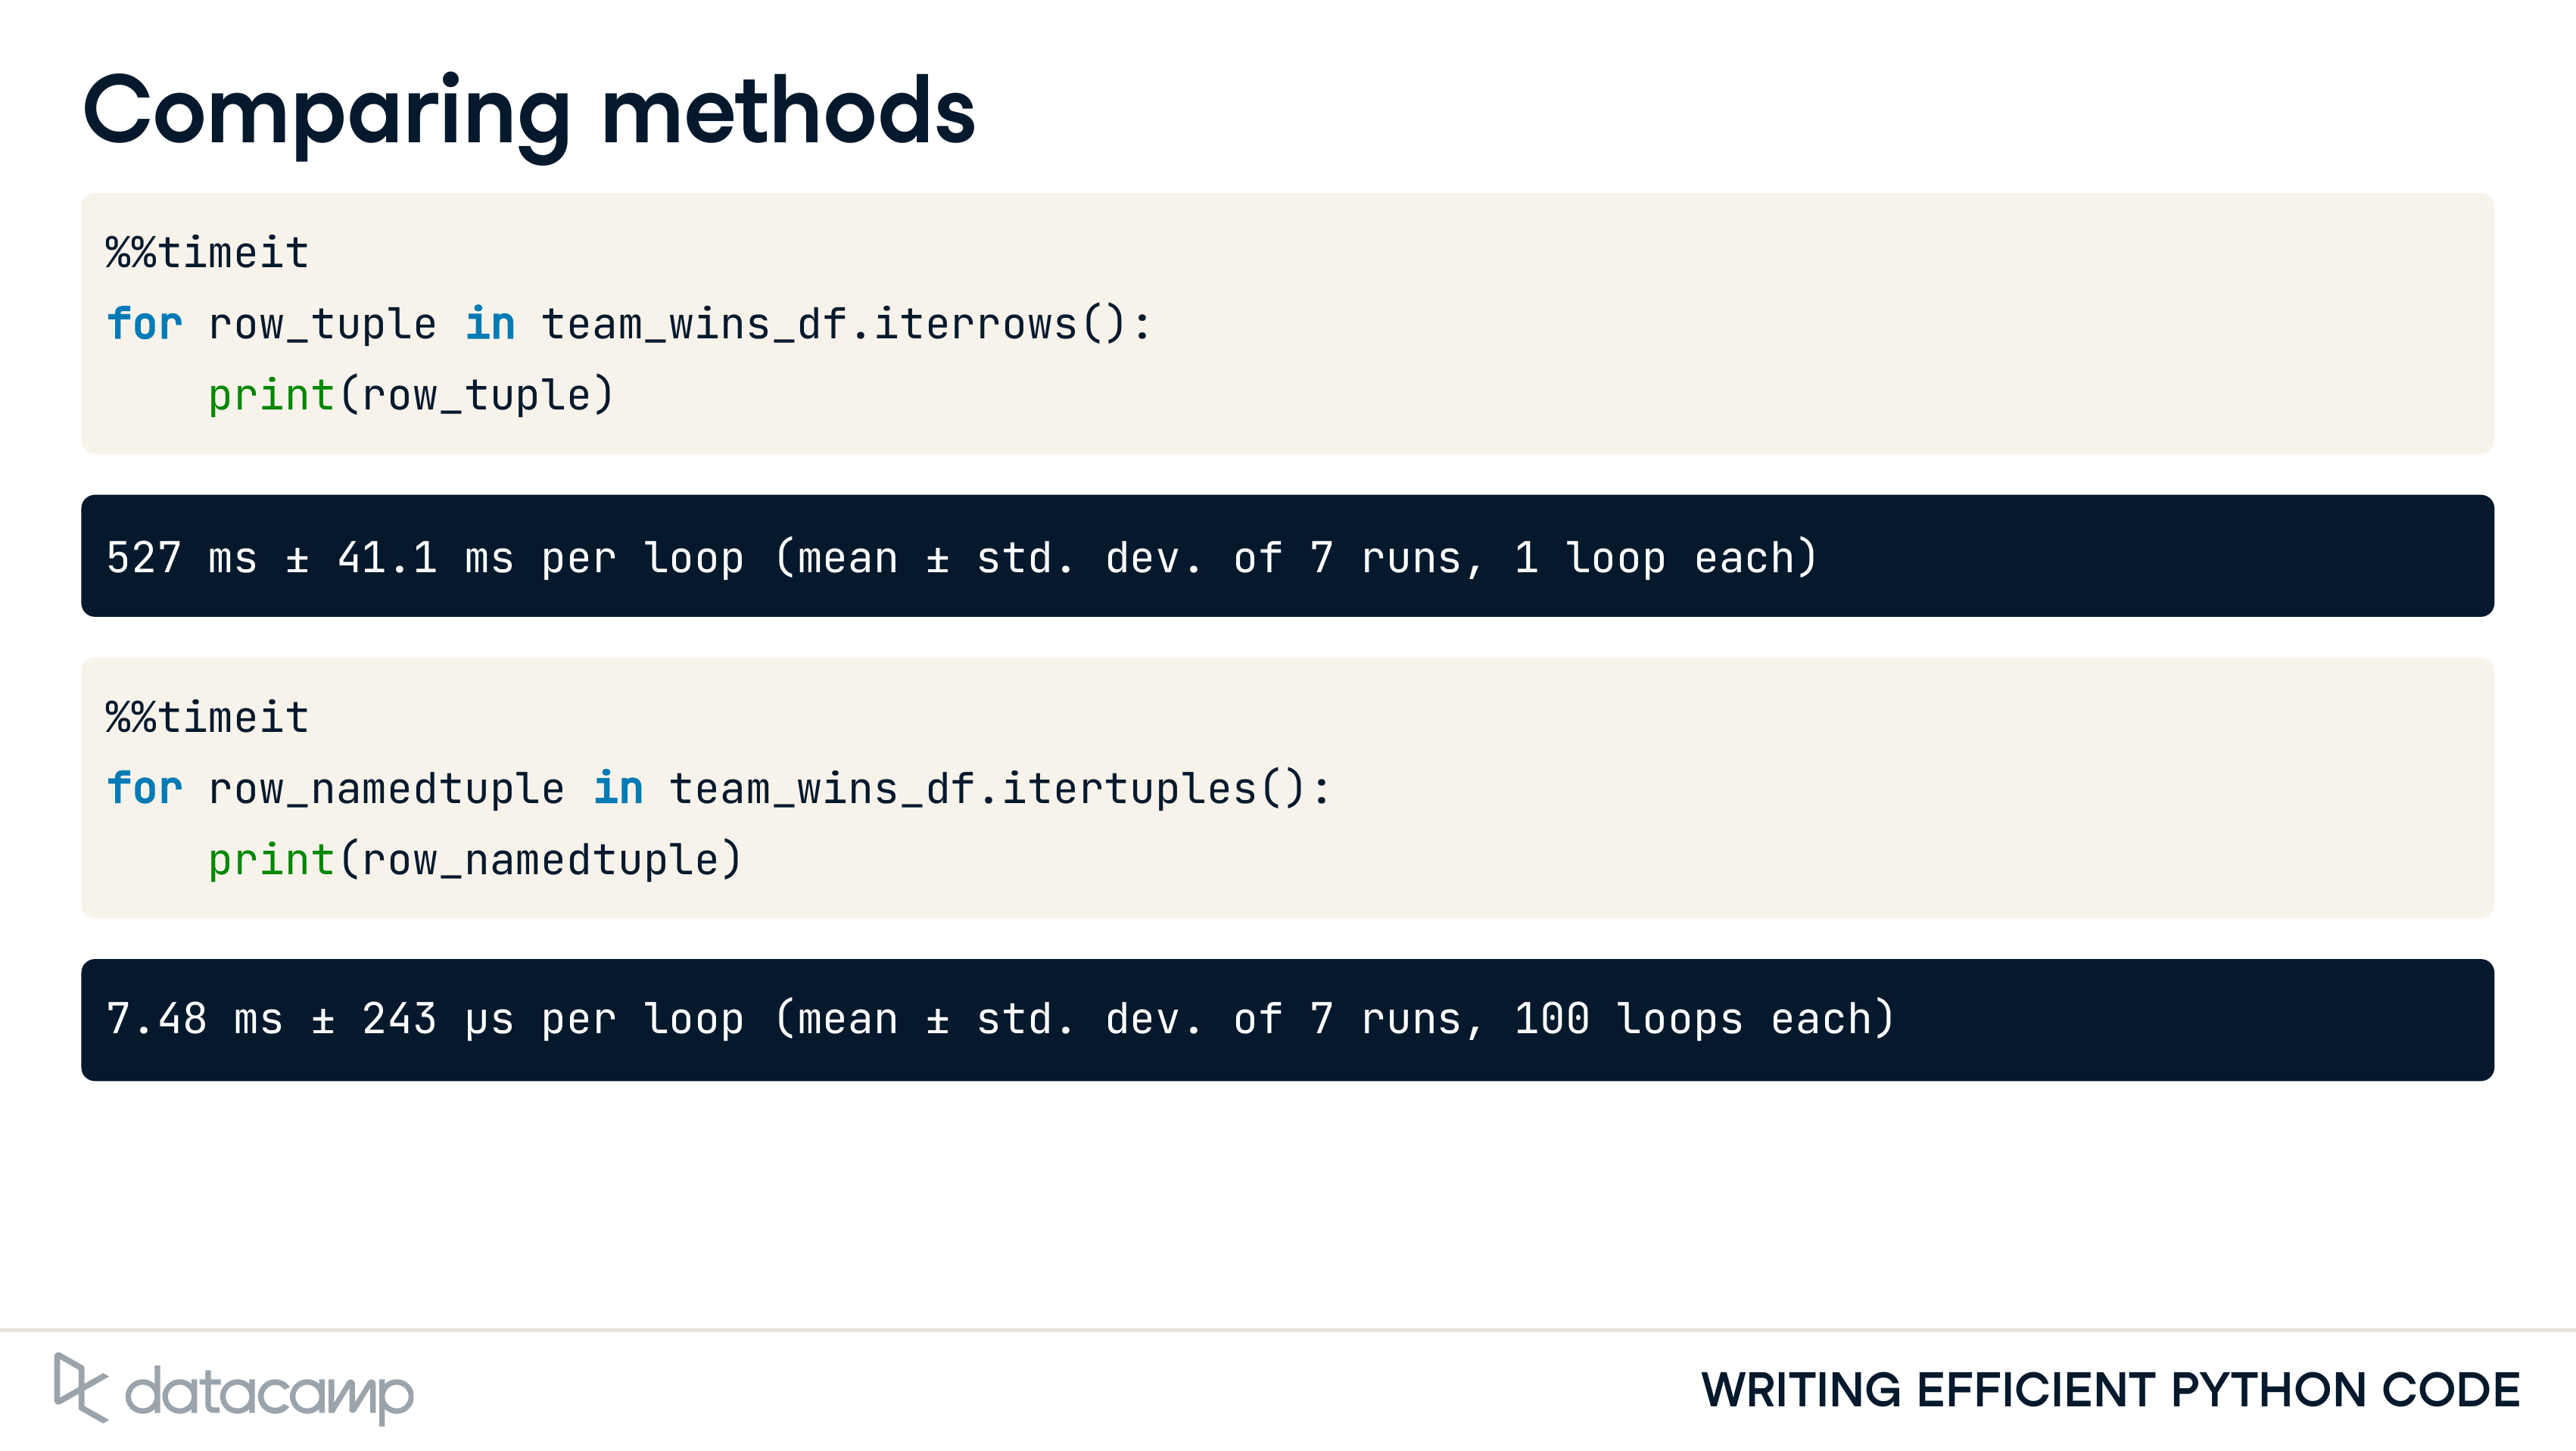 Comparing methods
%%timeit
for row_tuple in team_wins_df.iterrows():
    print(row_tuple)
527 ms ± 41.1 ms per loop (mean ± std. dev. of 7 runs, 1 loop each)
%%timeit
for row_namedtuple in team_wins_df.itertuples():
    print(row_namedtuple)
7.48 ms ± 243 µs per loop (mean ± std. dev. of 7 runs, 100 loops each)
datacamp
WRITING EFFICIENT PYTHON CODE